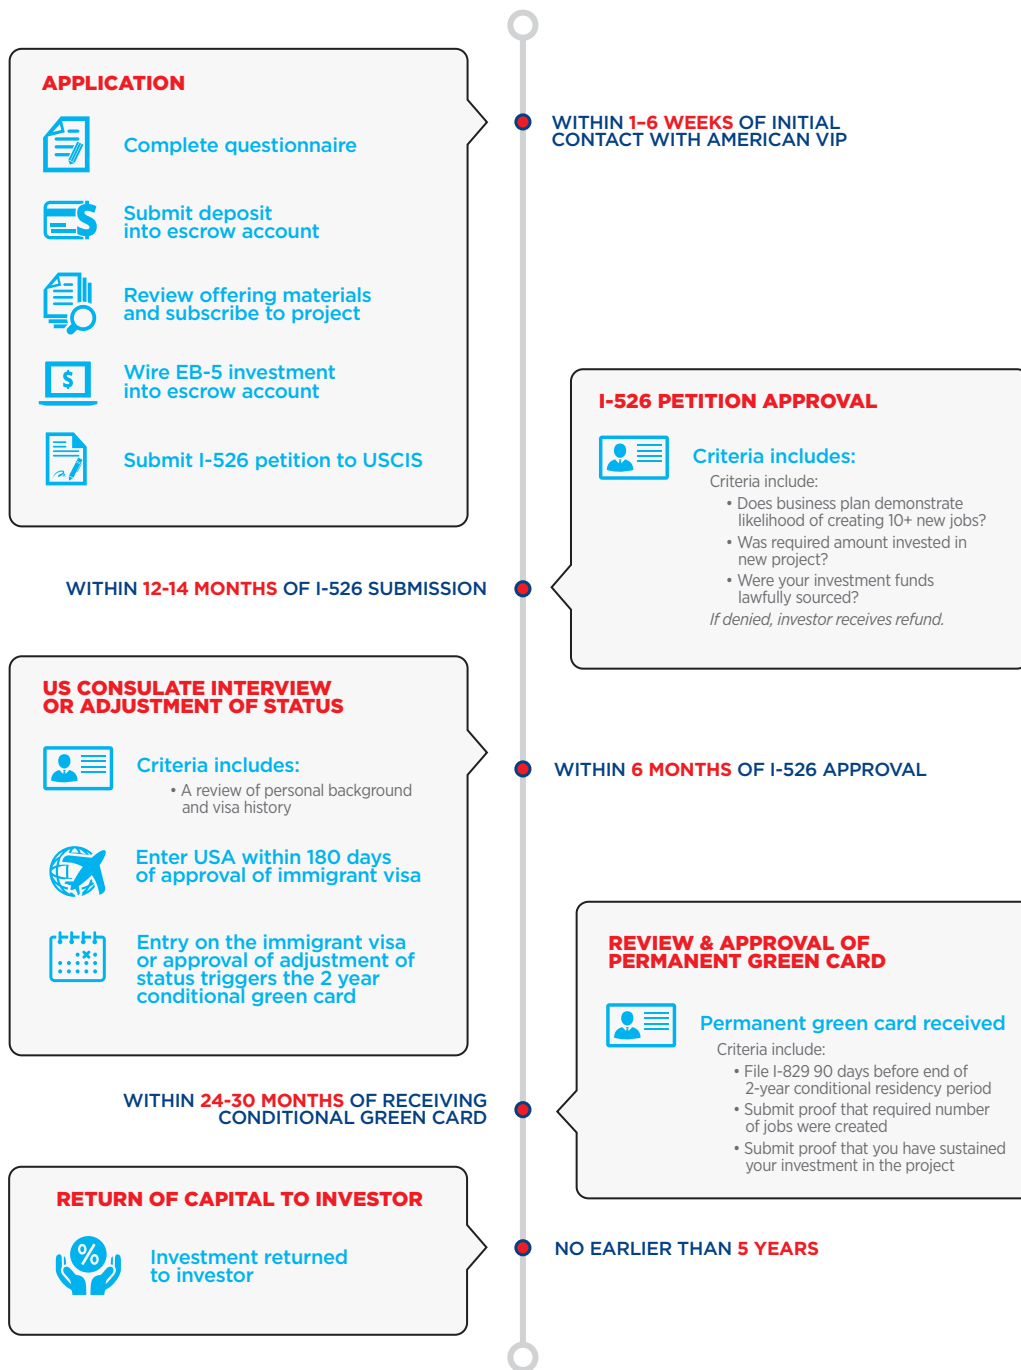 APPLICATION
Complete questionnaire
Submit deposit
into escrow account
Review offering materials
and subscribe to project
$
Wire EB-5 investment
into escrow account
Submit I-526 petition to USCIS
WITHIN 1–6 WEEKS OF INITIAL
CONTACT WITH AMERICAN VIP
I-526 PETITION APPROVAL
Criteria includes:
Criteria include:
• Does business plan demonstrate
likelihood of creating 10+ new jobs?
• Was required amount invested in
new project?
• Were your investment funds
lawfully sourced?
If denied, investor receives refund.
WITHIN 12-14 MONTHS OF I-526 SUBMISSION
US CONSULATE INTERVIEW
OR ADJUSTMENT OF STATUS
Criteria includes:
• A review of personal background
and visa history
Enter USA within 180 days
of approval of immigrant visa
Entry on the immigrant visa
or approval of adjustment of
status triggers the 2 year
conditional green card
WITHIN 6 MONTHS OF I-526 APPROVAL
REVIEW & APPROVAL OF
PERMANENT GREEN CARD
Permanent green card received
Criteria include:
• File I-829 90 days before end of
2-year conditional residency period
• Submit proof that required number
of jobs were created
• Submit proof that you have sustained
your investment in the project
WITHIN 24-30 MONTHS OF RECEIVING
CONDITIONAL GREEN CARD
RETURN OF CAPITAL TO INVESTOR
%
Investment returned
to investor
NO EARLIER THAN 5 YEARS